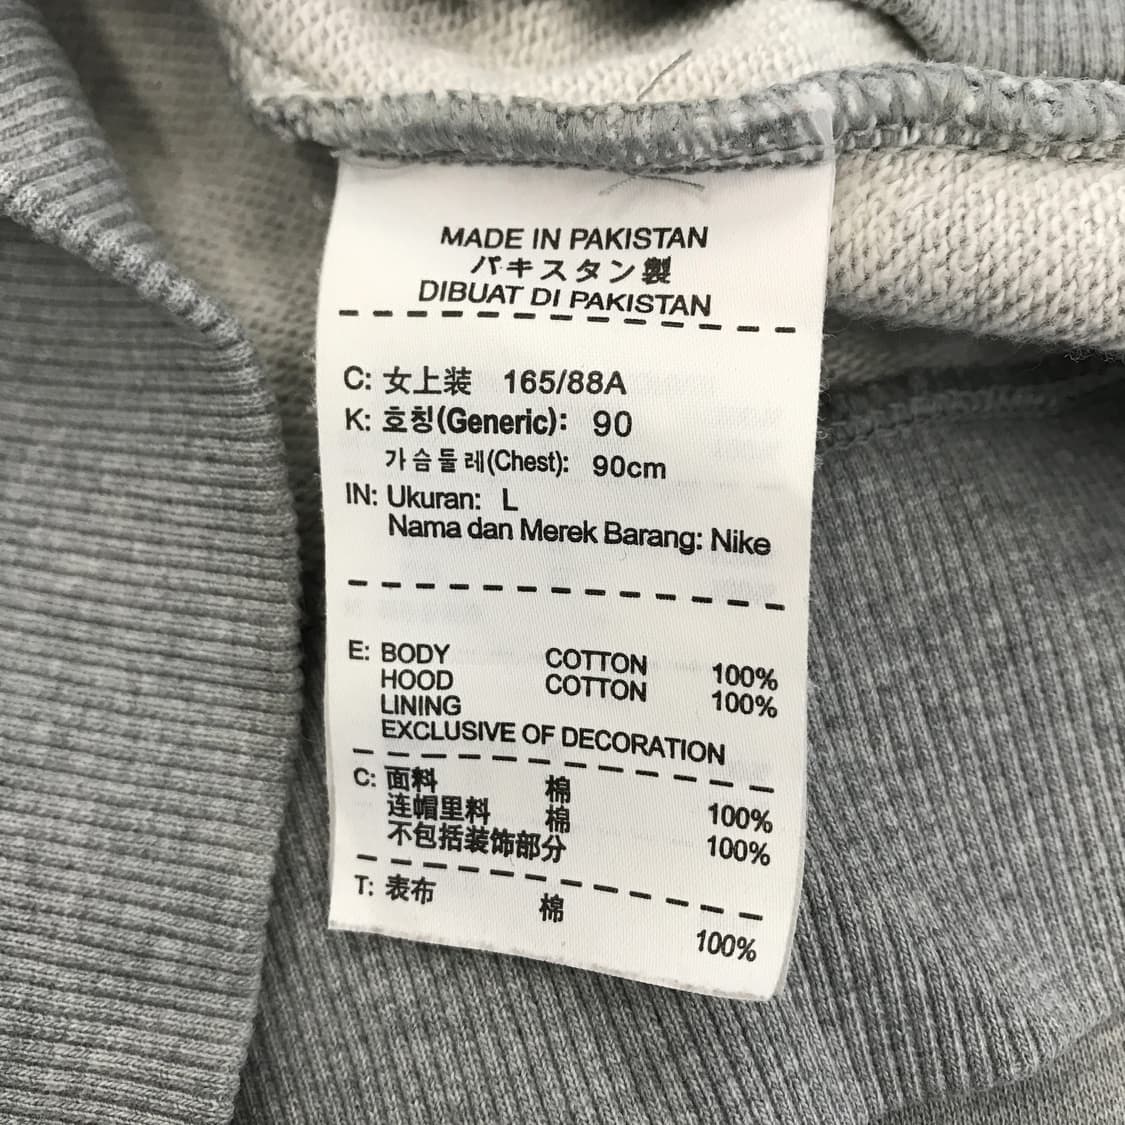 MADE IN PAKISTAN
パキスタン製
DIBUAT DI PAKISTAN
C: 女上装 165/88A
K: 호칭(Generic): 90
가슴둘레(Chest): 90cm
IN: Ukuran: L
Nama dan Merek Barang: Nike
E: BODY COTTON 100%
HOOD COTTON 100%
LINING
EXCLUSIVE OF DECORATION
C: 面料 棉 100%
连帽里料 棉 100%
不包括装饰部分
T: 表布 棉 100%